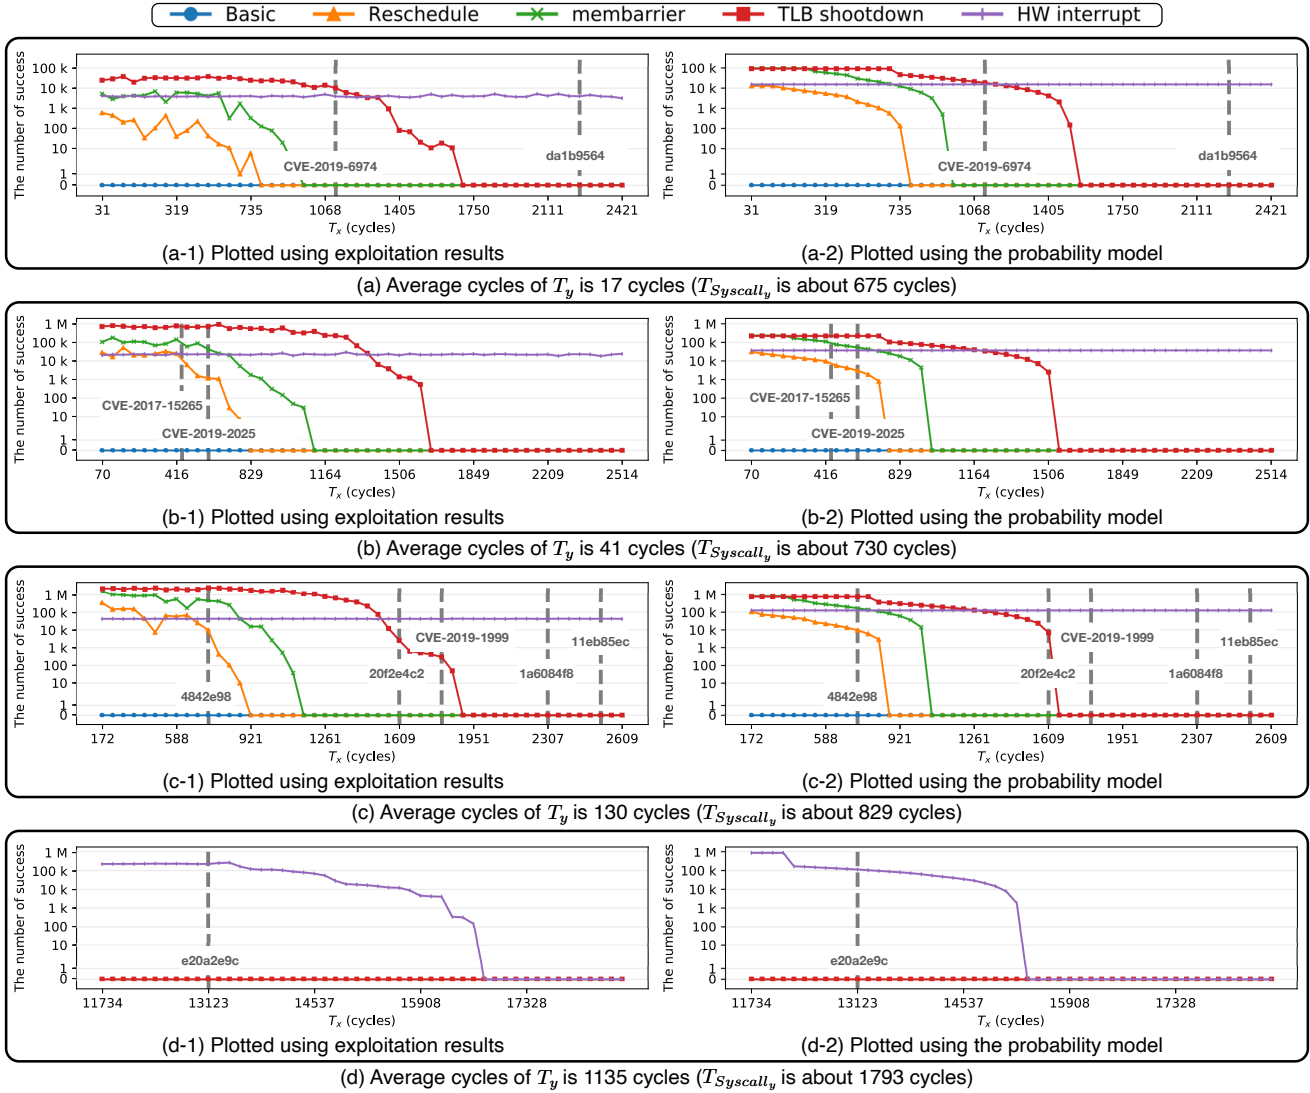 Basic Reschedule membarrier TLB shootdown HW interrupt
The number of success
100 k
10 k
1 k
100
10
1
0
CVE-2019-6974
da1b9564
31 319 735 1068 1405 1750 2111 2421
Tx (cycles)
(a-1) Plotted using exploitation results
The number of success
100 k
10 k
1 k
100
10
1
0
CVE-2019-6974
da1b9564
31 319 735 1068 1405 1750 2111 2421
Tx (cycles)
(a-2) Plotted using the probability model
(a) Average cycles of Ty is 17 cycles (TSyscally is about 675 cycles)
The number of success
1 M
100 k
10 k
1 k
100
10
1
0
CVE-2017-15265
CVE-2019-2025
70 416 829 1164 1506 1849 2209 2514
Tx (cycles)
(b-1) Plotted using exploitation results
The number of success
1 M
100 k
10 k
1 k
100
10
1
0
CVE-2017-15265
CVE-2019-2025
70 416 829 1164 1506 1849 2209 2514
Tx (cycles)
(b-2) Plotted using the probability model
(b) Average cycles of Ty is 41 cycles (TSyscally is about 730 cycles)
The number of success
1 M
100 k
10 k
1 k
100
10
1
0
4842e98
20f2e4c2
CVE-2019-1999
1a6084f8
11eb85ec
172 588 921 1261 1609 1951 2307 2609
Tx (cycles)
(c-1) Plotted using exploitation results
The number of success
1 M
100 k
10 k
1 k
100
10
1
0
4842e98
20f2e4c2
CVE-2019-1999
1a6084f8
11eb85ec
172 588 921 1261 1609 1951 2307 2609
Tx (cycles)
(c-2) Plotted using the probability model
(c) Average cycles of Ty is 130 cycles (TSyscally is about 829 cycles)
The number of success
1 M
100 k
10 k
1 k
100
10
1
0
e20a2e9c
11734 13123 14537 15908 17328
Tx (cycles)
(d-1) Plotted using exploitation results
The number of success
1 M
100 k
10 k
1 k
100
10
1
0
e20a2e9c
11734 13123 14537 15908 17328
Tx (cycles)
(d-2) Plotted using the probability model
(d) Average cycles of Ty is 1135 cycles (TSyscally is about 1793 cycles)